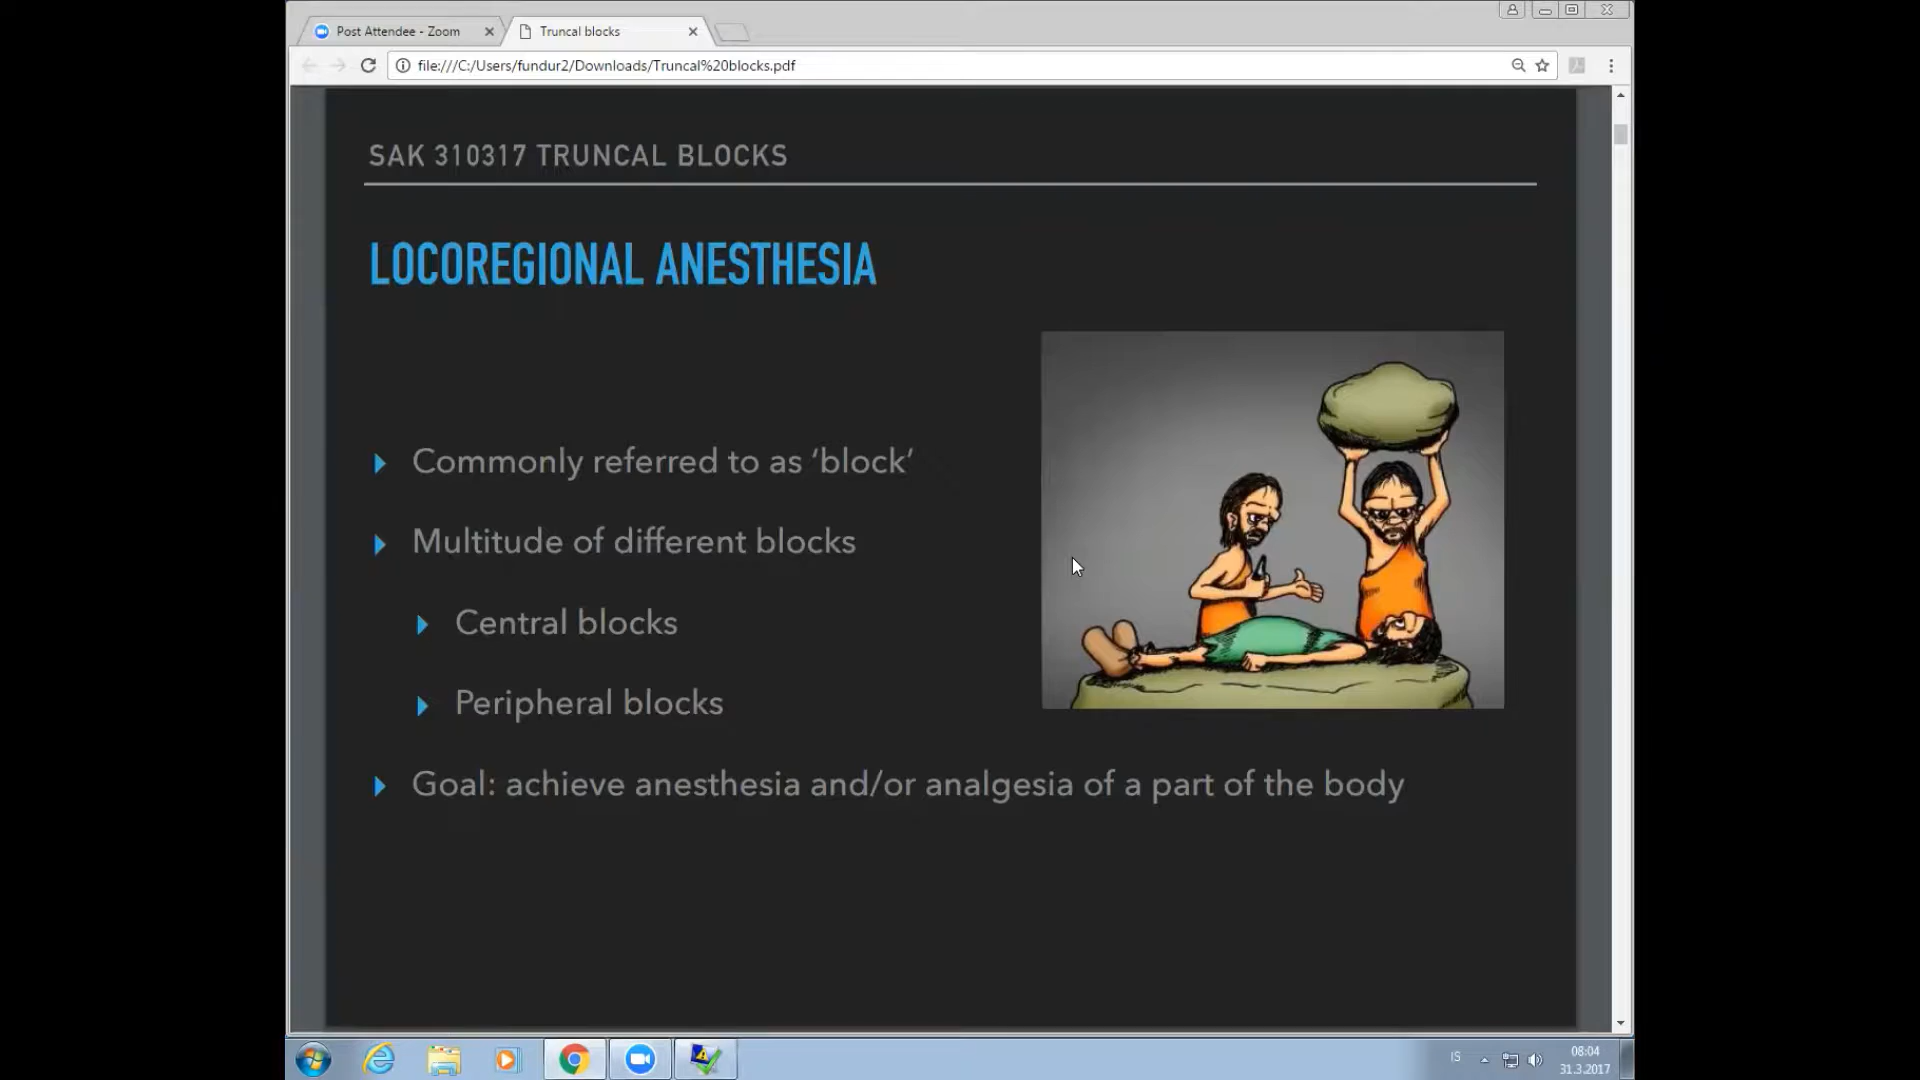 Post Attendee - Zoom
Truncal blocks
file:///C:/Users/fundur2/Downloads/Truncal%20blocks.pdf
SAK 310317 TRUNCAL BLOCKS
LOCOREGIONAL ANESTHESIA
Commonly referred to as ‘block’
Multitude of different blocks
Central blocks
Peripheral blocks
Goal: achieve anesthesia and/or analgesia of a part of the body
IS
08:04
31.3.2017